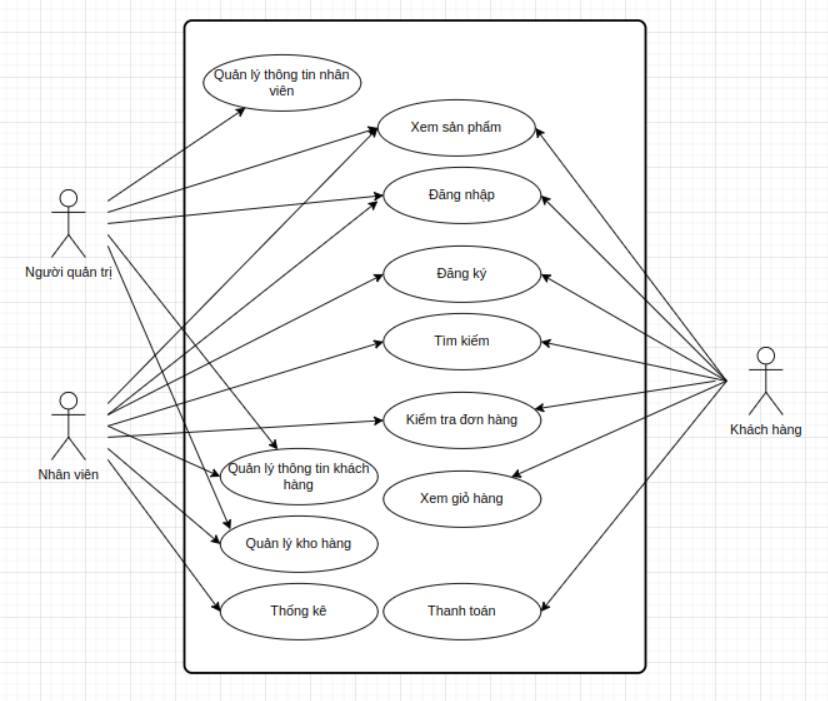 Quản lý thông tin nhân
viên
Xem sản phẩm
Đăng nhập
Người quản trị
Đăng ký
Tìm kiếm
Kiểm tra đơn hàng
Khách hàng
Nhân viên
Quản lý thông tin khách
hàng
Xem giỏ hàng
Quản lý kho hàng
Thống kê
Thanh toán